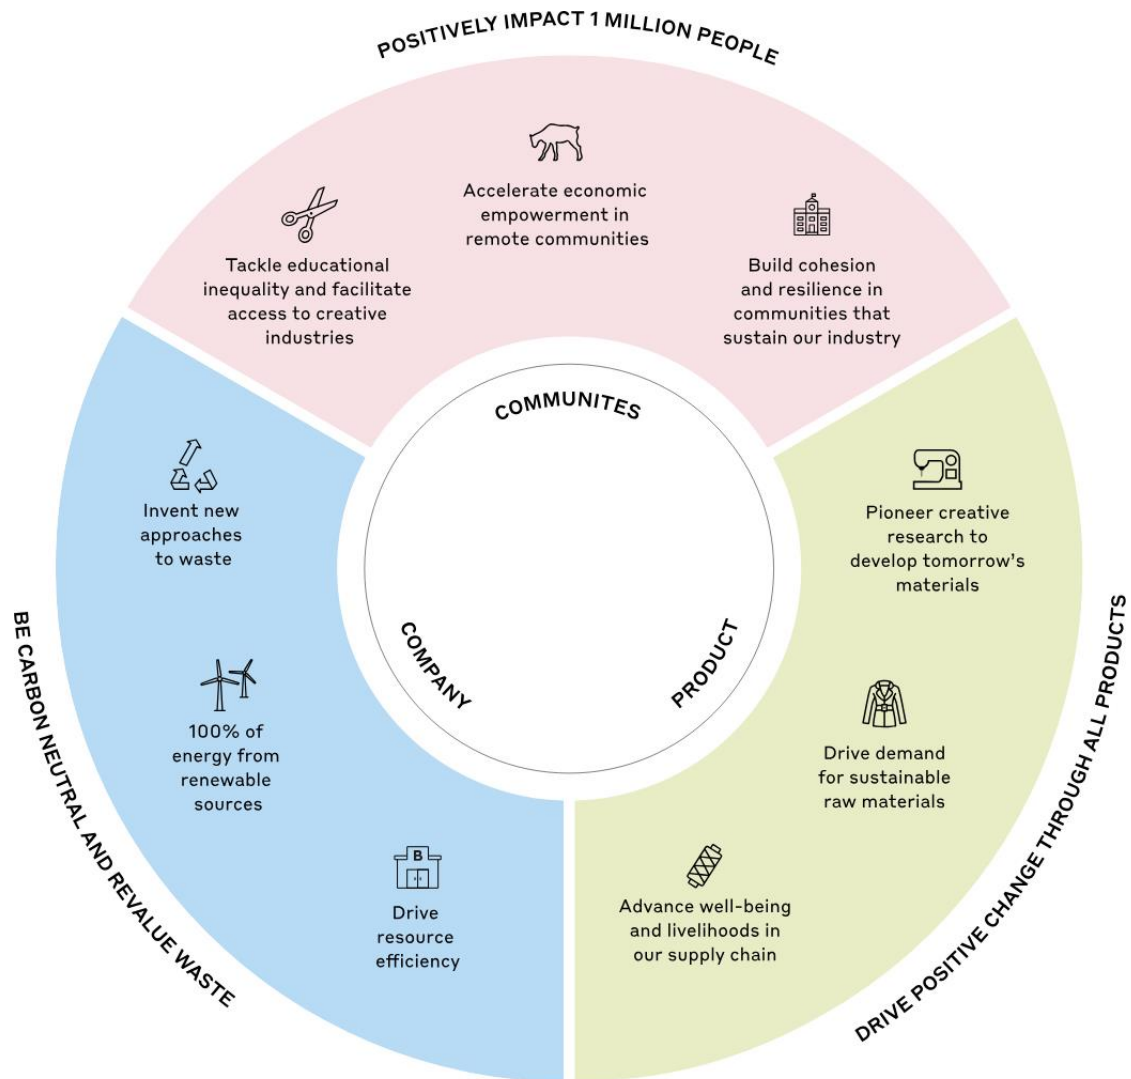 POSITIVELY IMPACT 1 MILLION PEOPLE
Accelerate economic
empowerment in
remote communities
Tackle educational
inequality and facilitate
access to creative
industries
Build cohesion
and resilience in
communities that
sustain our industry
COMMUNITES
Invent new
approaches
to waste
Pioneer creative
research to
develop tomorrow's
materials
COMPANY
PRODUCT
BE CARBON NEUTRAL AND REVALUE WASTE
DRIVE POSITIVE CHANGE THROUGH ALL PRODUCTS
100% of
energy from
renewable
sources
Drive demand
for sustainable
raw materials
B
Drive
resource
efficiency
Advance well-being
and livelihoods in
our supply chain